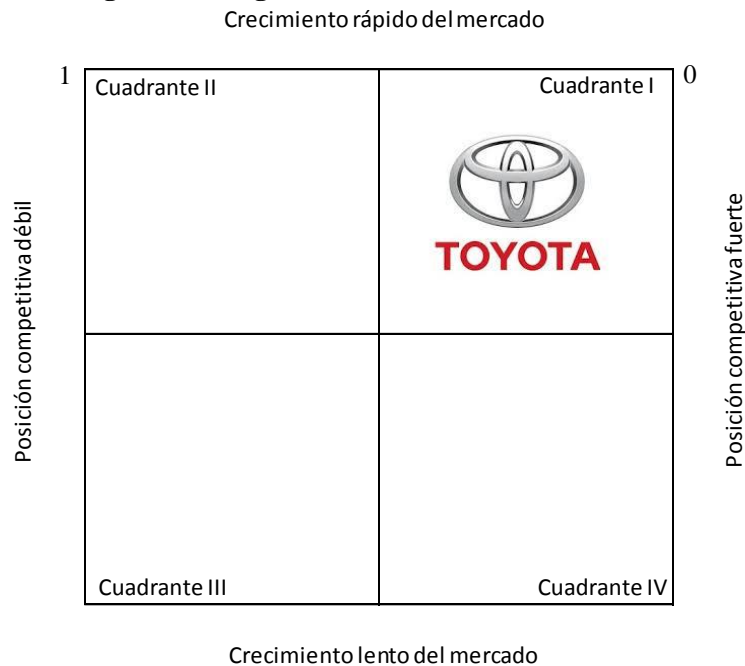 Crecimiento rápido del mercado
1
0
Cuadrante II
Cuadrante I
Posición competitiva débil
TOYOTA
Posición competitiva fuerte
Cuadrante III
Cuadrante IV
Crecimiento lento del mercado